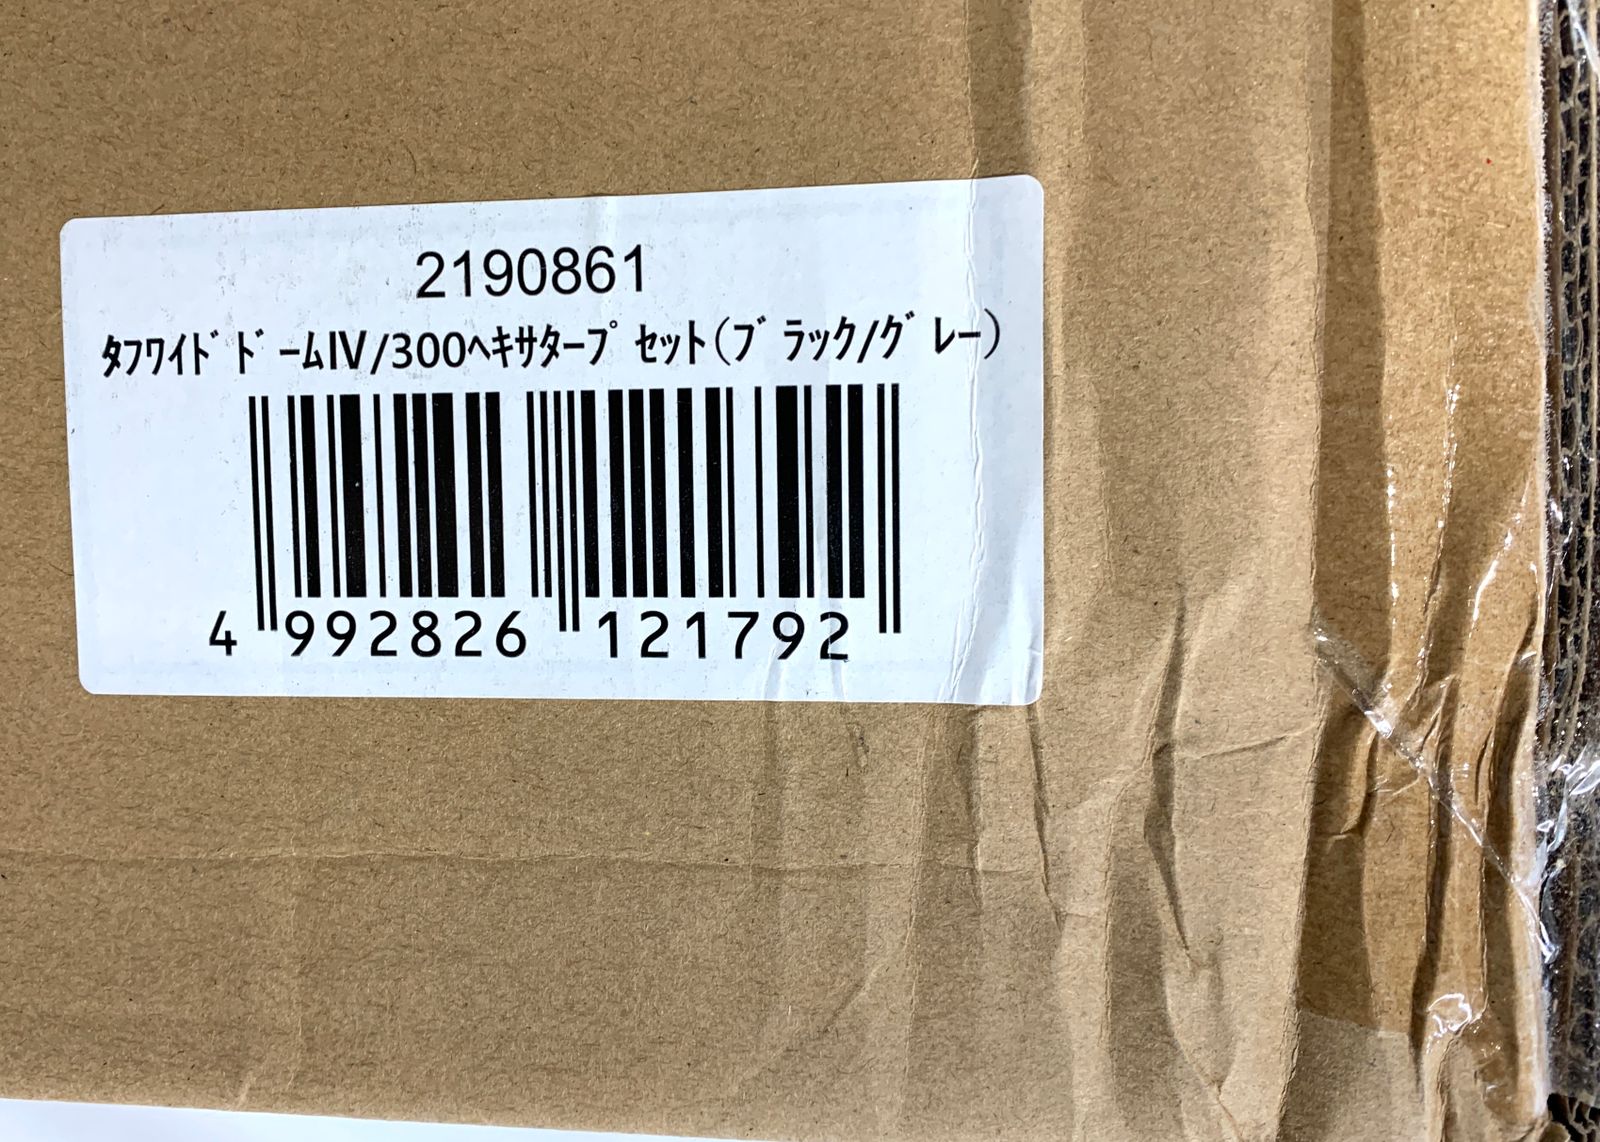 2190861
ﾀﾌﾜｲﾄﾞﾄﾞｰﾑⅣ/300ﾍｷｻﾀｰﾌﾟｾｯﾄ(ﾌﾞﾗｯｸ/ｸﾞﾚｰ)
4 992826 121792